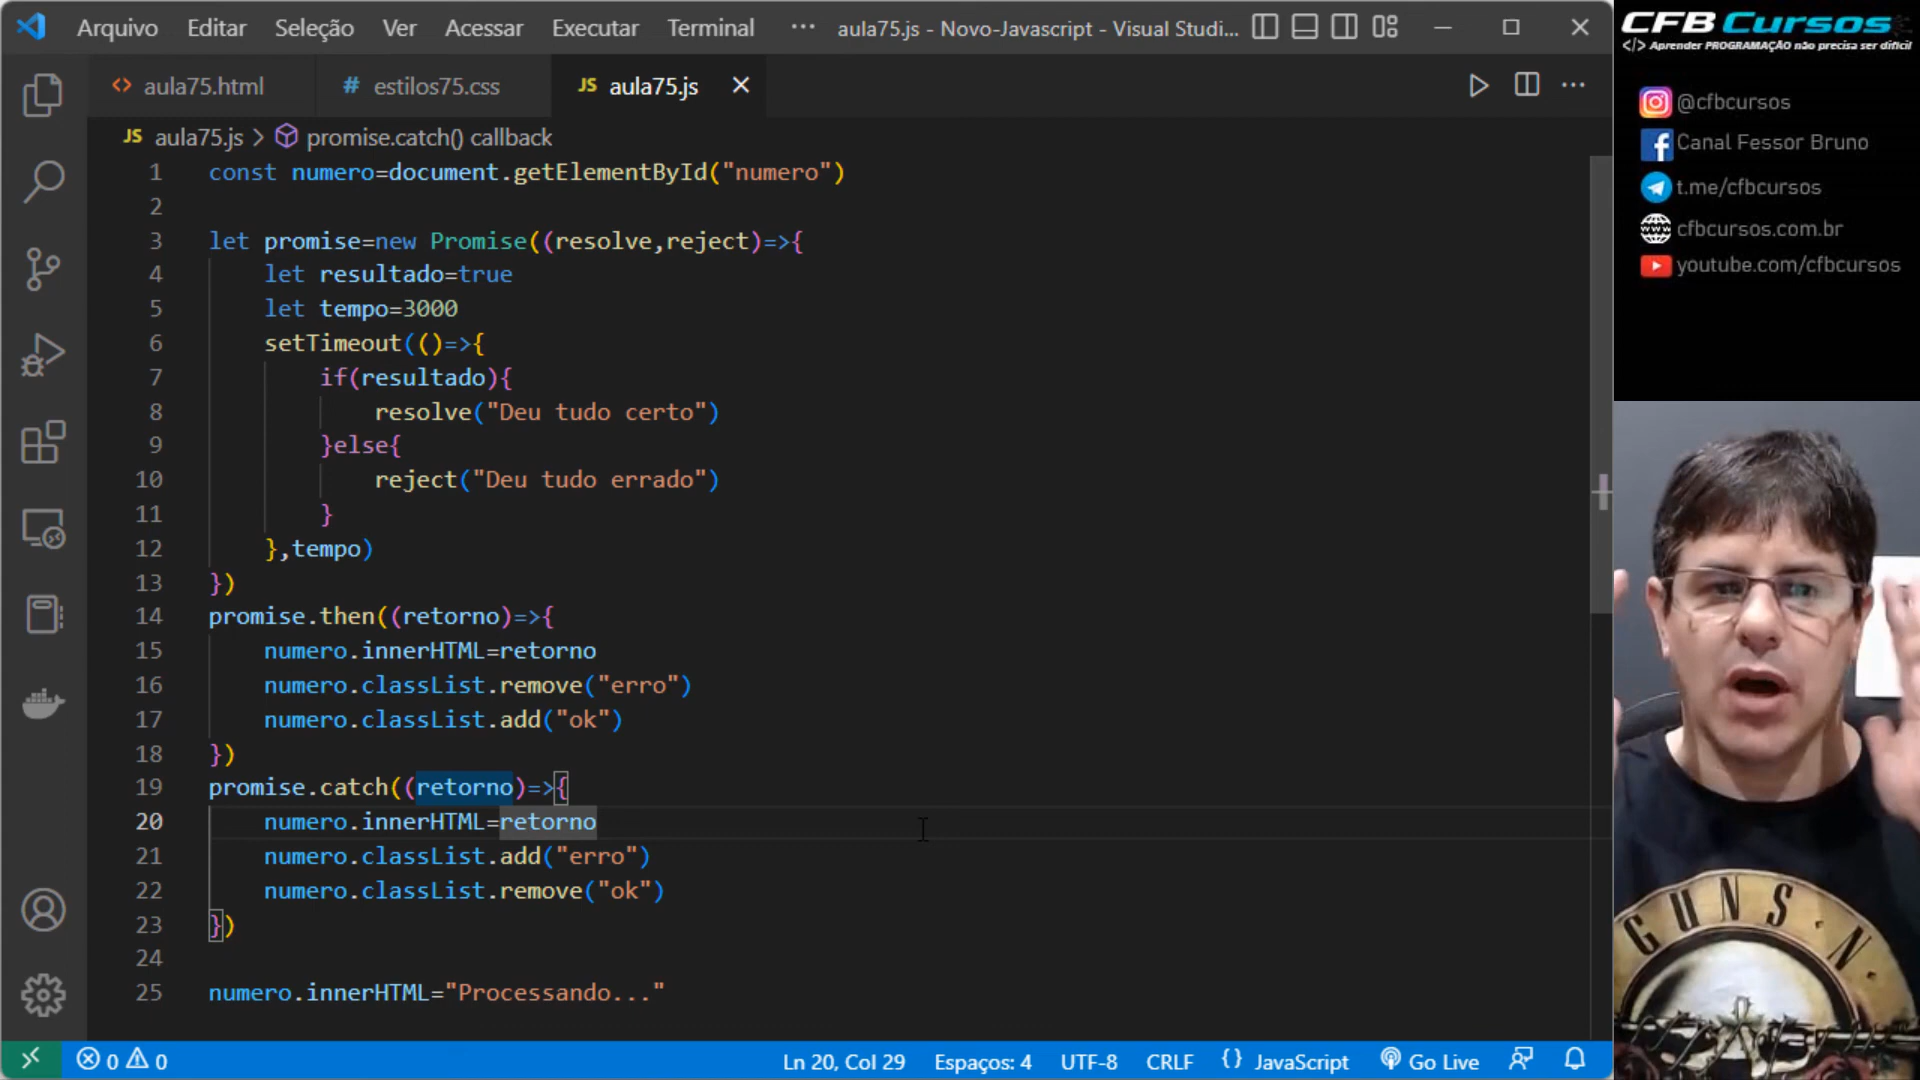 Arquivo Editar Seleção Ver Acessar Executar Terminal ··· aula75.js - Novo-Javascript - Visual Studi...
<> aula75.html # estilos75.css JS aula75.js
JS aula75.js > promise.catch() callback
1 const numero=document.getElementById("numero")
2
3 let promise=new Promise((resolve,reject)=>{
4 let resultado=true
5 let tempo=3000
6 setTimeout(()=>{
7 if(resultado){
8 resolve("Deu tudo certo")
9 }else{
10 reject("Deu tudo errado")
11 }
12 },tempo)
13 })
14 promise.then((retorno)=>{
15 numero.innerHTML=retorno
16 numero.classList.remove("erro")
17 numero.classList.add("ok")
18 })
19 promise.catch((retorno)=>{
20 numero.innerHTML=retorno
21 numero.classList.add("erro")
22 numero.classList.remove("ok")
23 })
24
25 numero.innerHTML="Processando..."
0 0 Ln 20, Col 29 Espaços: 4 UTF-8 CRLF {} JavaScript Go Live
CFB Cursos
</> Aprender PROGRAMAÇÃO não precisa ser difícil
@cfbcursos
Canal Fessor Bruno
t.me/cfbcursos
cfbcursos.com.br
youtube.com/cfbcursos
GUNS N'